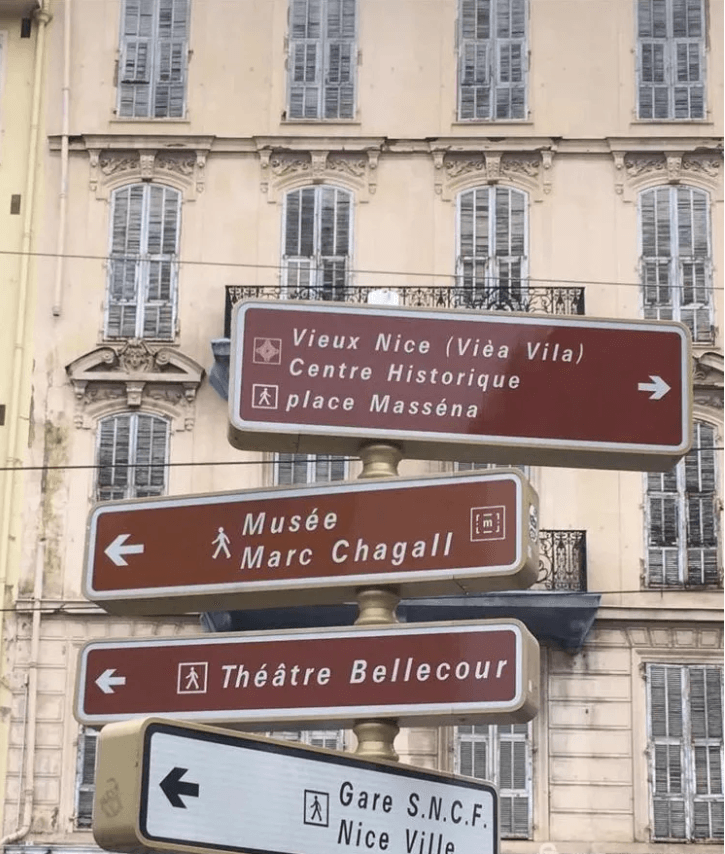 Vieux Nice (Vièa Vila)
Centre Historique
place Masséna
Musée
Marc Chagall
m
Théâtre Bellecour
Gare S.N.C.F.
Nice Ville